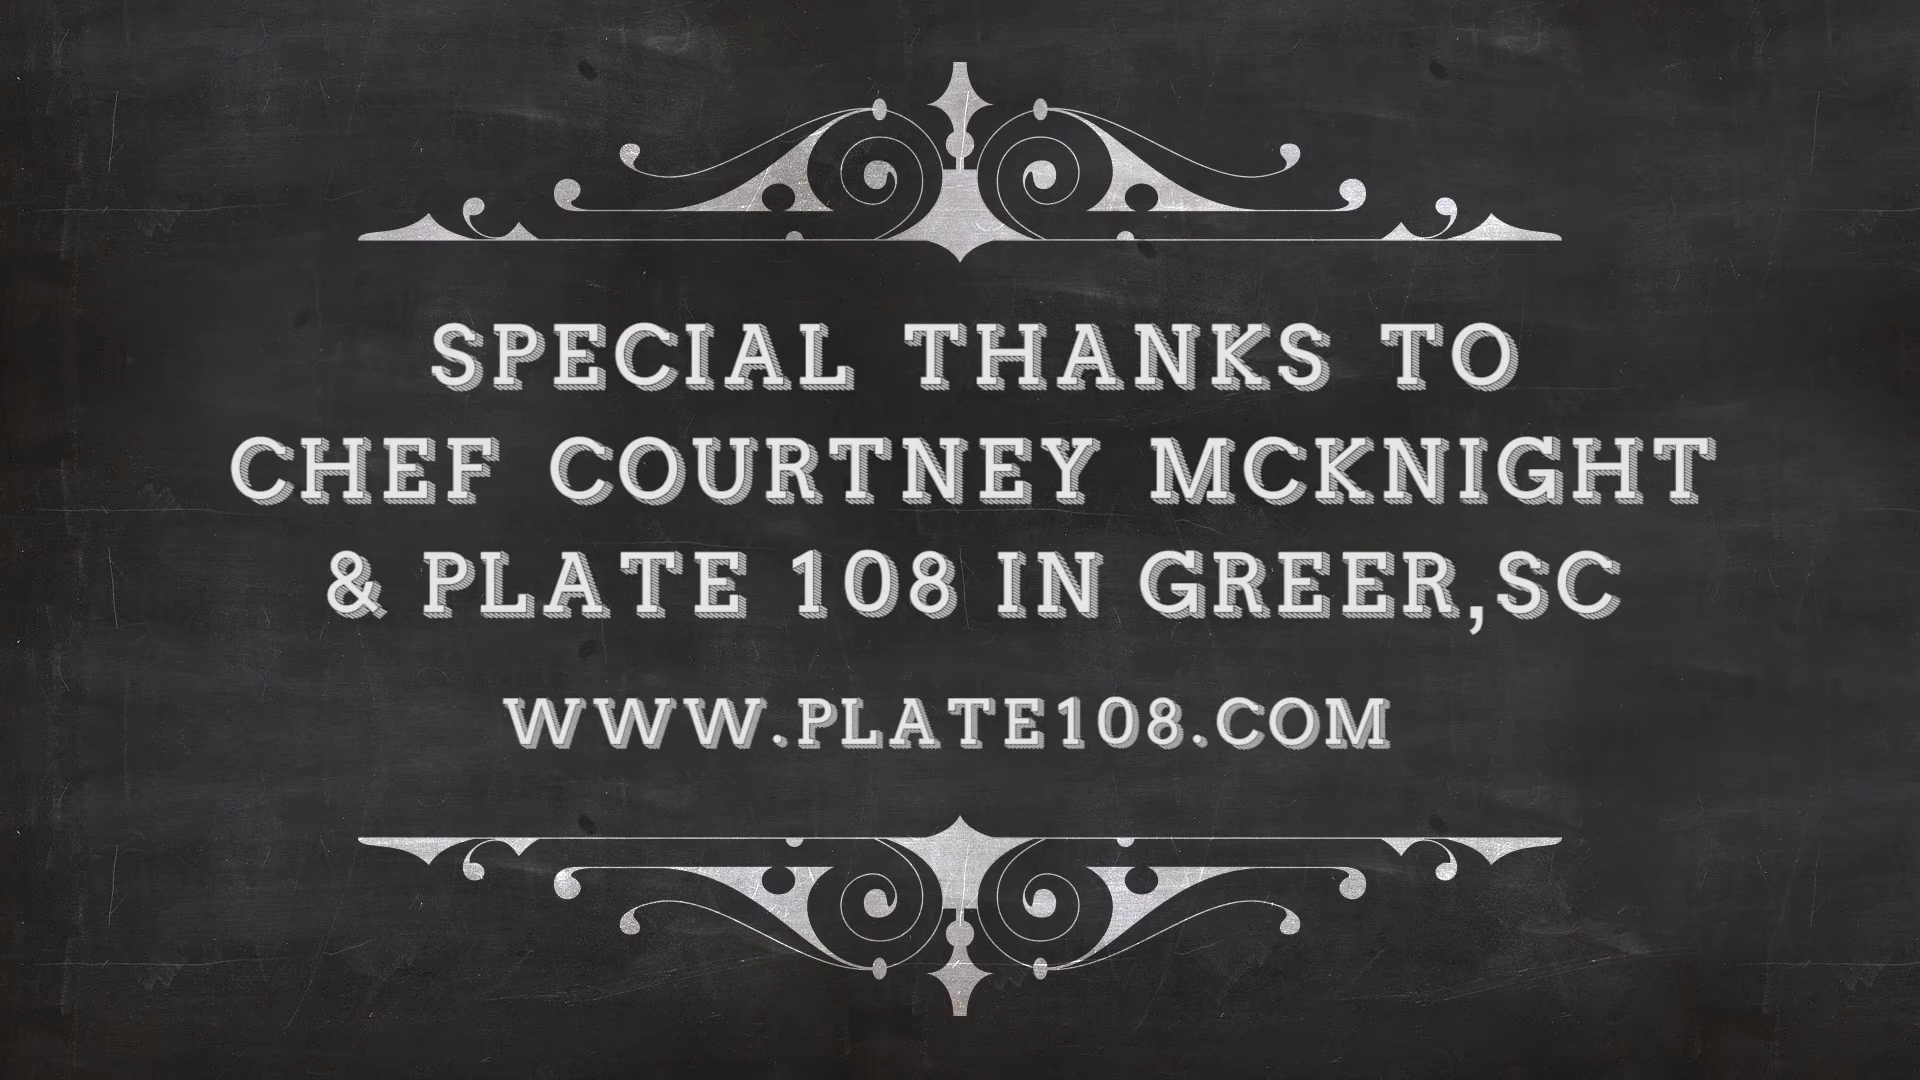 SPECIAL THANKS TO
CHEF COURTNEY MCKNIGHT
& PLATE 108 IN GREER,SC
WWW.PLATE108.COM